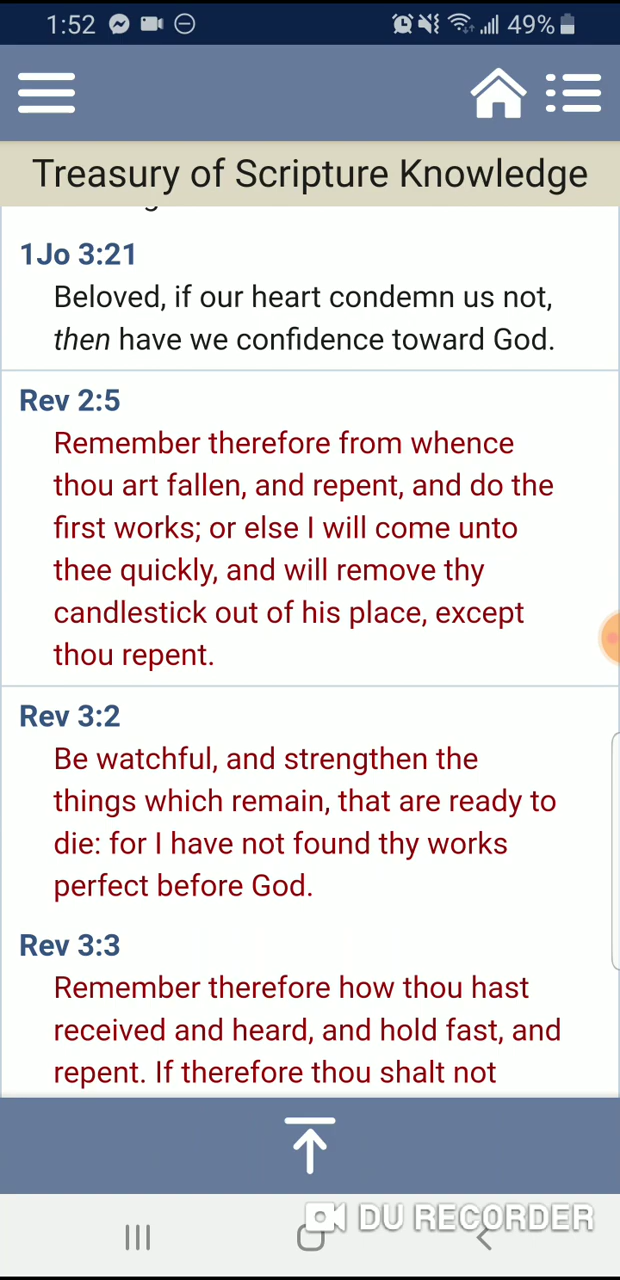 1:52
49%
Treasury of Scripture Knowledge
1Jo 3:21
Beloved, if our heart condemn us not,
then have we confidence toward God.
Rev 2:5
Remember therefore from whence
thou art fallen, and repent, and do the
first works; or else I will come unto
thee quickly, and will remove thy
candlestick out of his place, except
thou repent.
Rev 3:2
Be watchful, and strengthen the
things which remain, that are ready to
die: for I have not found thy works
perfect before God.
Rev 3:3
Remember therefore how thou hast
received and heard, and hold fast, and
repent. If therefore thou shalt not
DU RECORDER